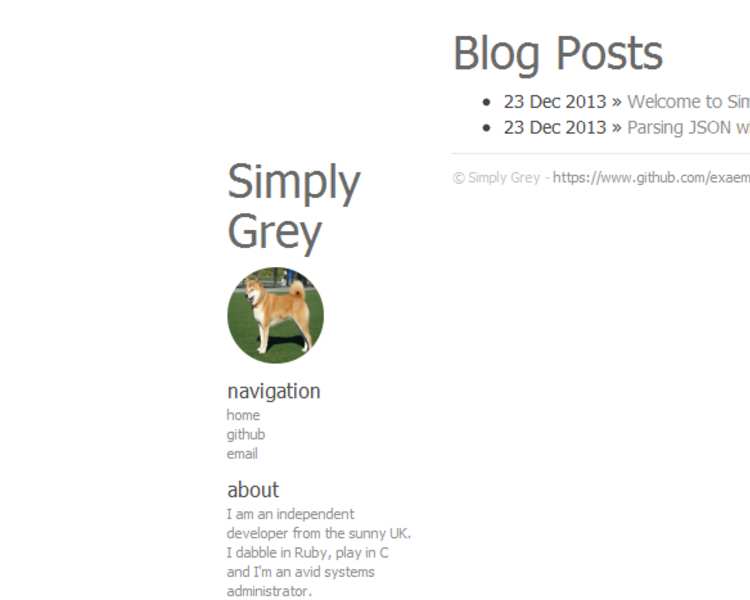 Blog Posts
• 23 Dec 2013 » Welcome to
• 23 Dec 2013 » Parsing JSON
© Simply Grey - https://www.github.com/exaem
Simply
Grey
navigation
home
github
email
about
I am an independent
developer from the sunny UK.
I dabble in Ruby, play in C
and I'm an avid systems
administrator.